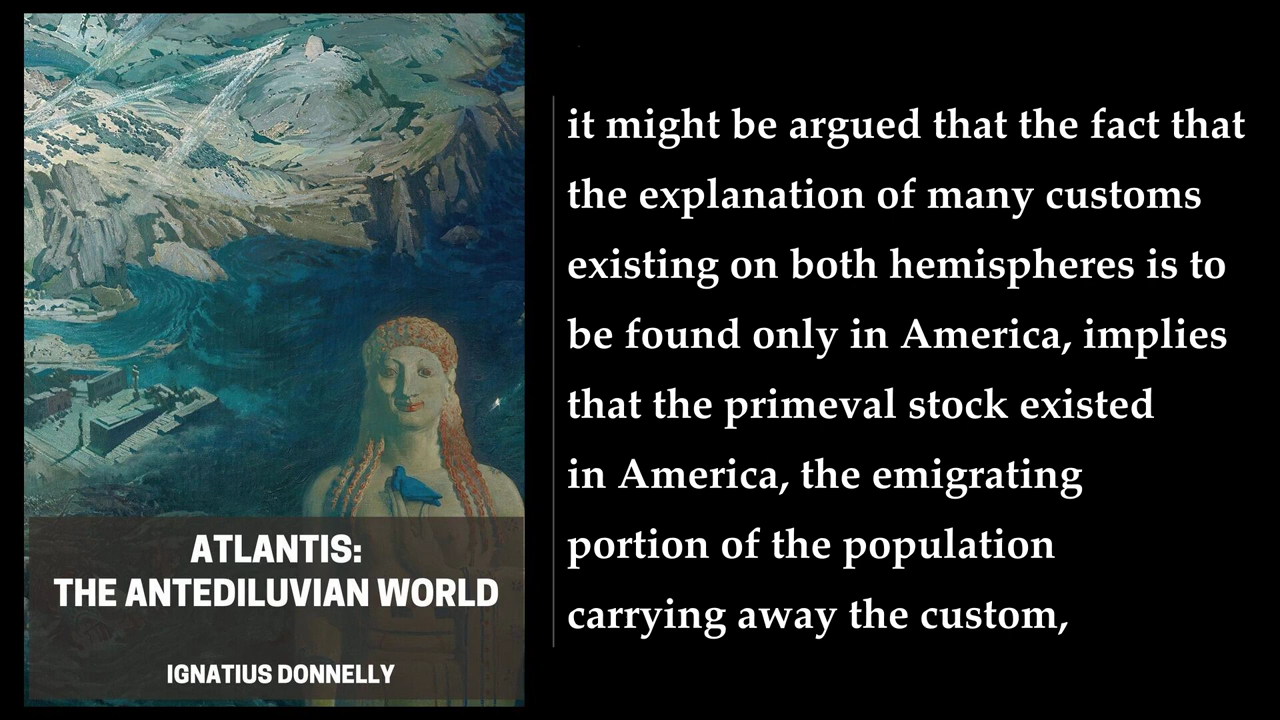 it might be argued that the fact that
the explanation of many customs
existing on both hemispheres is to
be found only in America, implies
that the primeval stock existed
in America, the emigrating
portion of the population
carrying away the custom,
ATLANTIS:
THE ANTEDILUVIAN WORLD
IGNATIUS DONNELLY